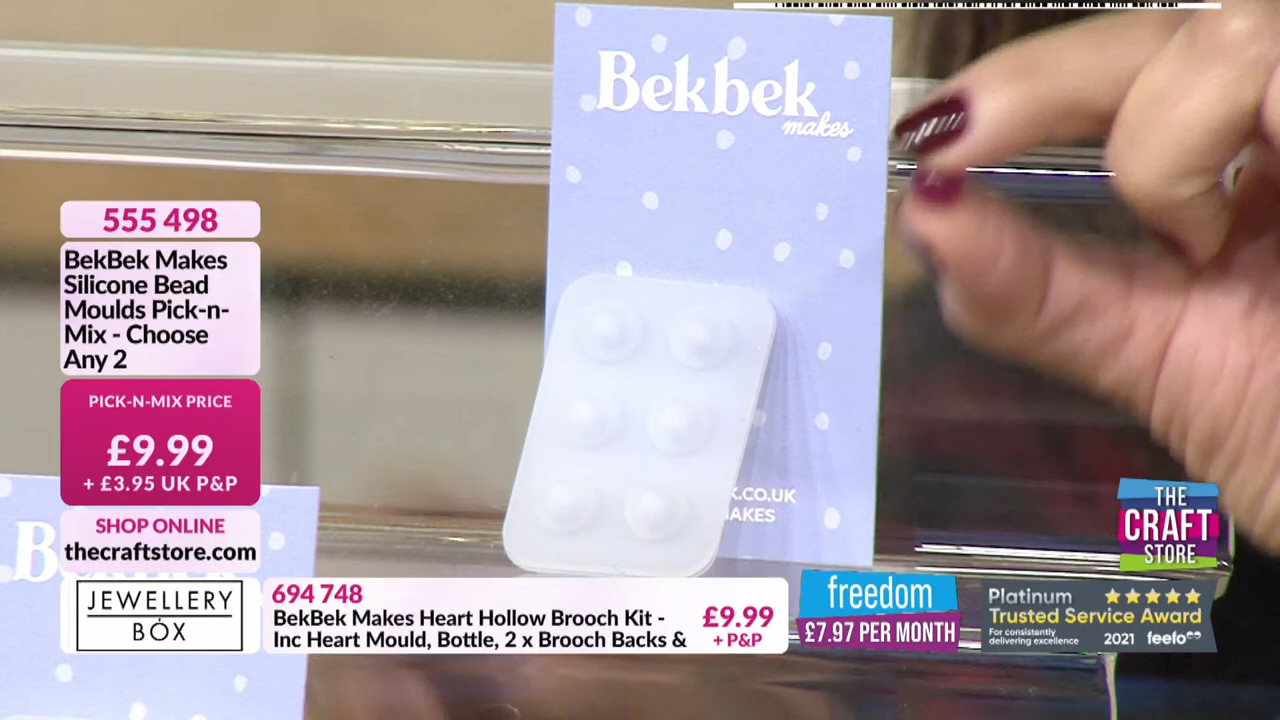 Bekbek
makes
555 498
BekBek Makes
Silicone Bead
Moulds Pick-n-
Mix - Choose
Any 2
PICK-N-MIX PRICE
£9.99
+ £3.95 UK P&P
SHOP ONLINE
thecraftstore.com
K.CO.UK
AKES
B
JEWELLERY
BOX
694 748
BekBek Makes Heart Hollow Brooch Kit -
Inc Heart Mould, Bottle, 2 x Brooch Backs &
£9.99
+ P&P
freedom
£7.97 PER MONTH
THE
CRAFT
STORE
Platinum
Trusted Service Award
For consistently
delivering excellence
2021 feefo